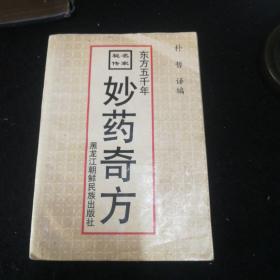 朴哲 译编
东方五千年
名家秘传
妙药奇方
黑龙江朝鲜民族出版社